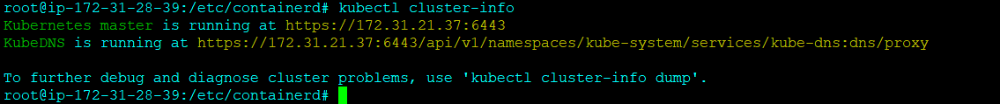 root@ip-172-31-28-39:/etc/containerd# kubectl cluster-info
Kubernetes master is running at https://172.31.21.37:6443
KubeDNS is running at https://172.31.21.37:6443/api/v1/namespaces/kube-system/services/kube-dns:dns/proxy
To further debug and diagnose cluster problems, use 'kubectl cluster-info dump'.
root@ip-172-31-28-39:/etc/containerd#